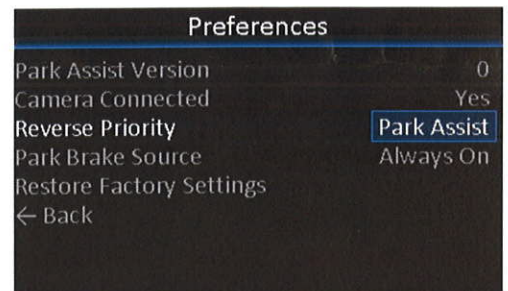 Preferences
Park Assist Version 0
Camera Connected Yes
Reverse Priority Park Assist
Park Brake Source Always On
Restore Factory Settings
← Back